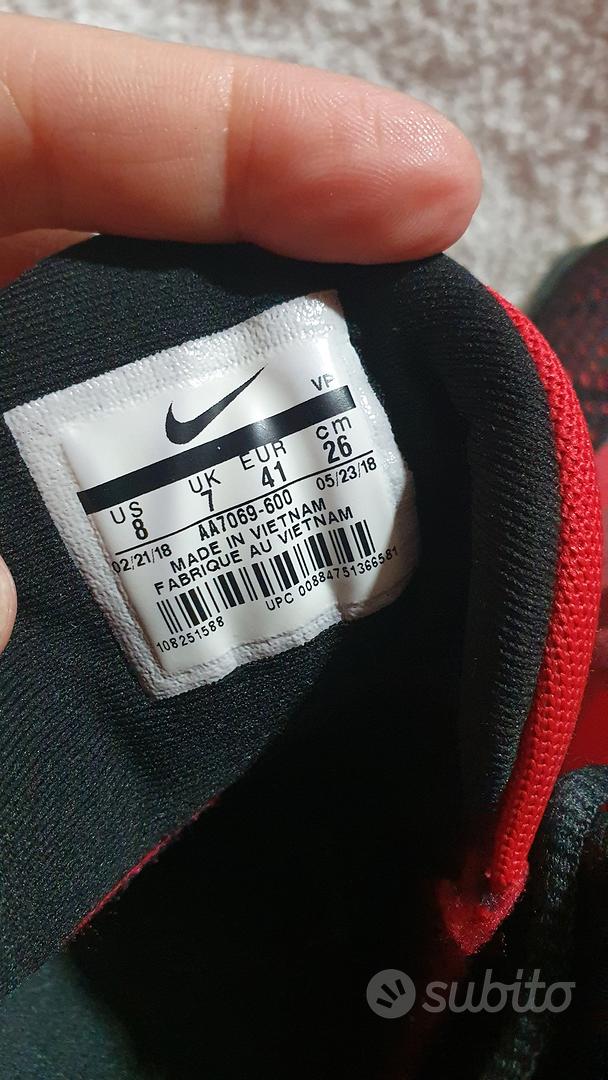 VP
US UK EUR cm
8 7 41 26
02/21/18 AA7069-600 05/23/18
MADE IN VIETNAM
FABRIQUE AU VIETNAM
108251588 UPC 00884751366581
subito